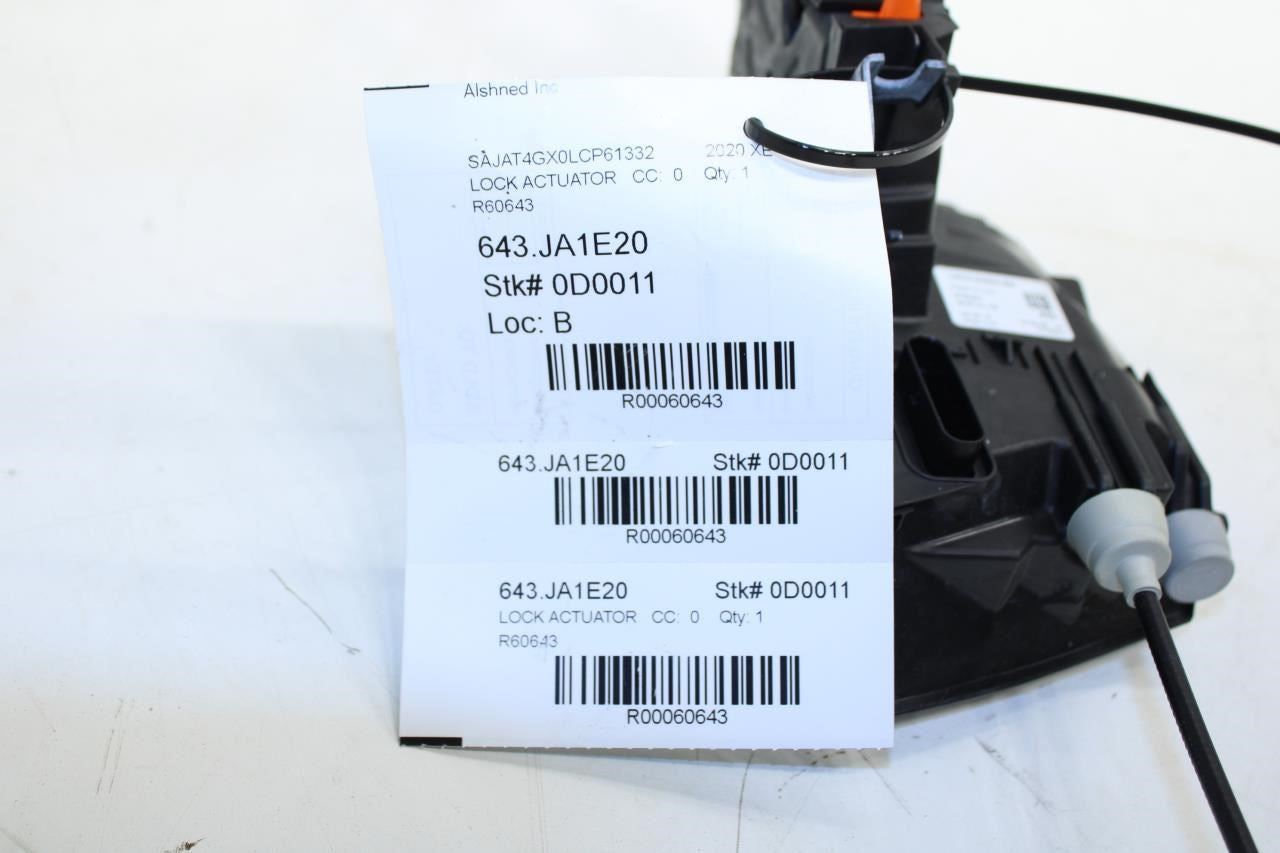 Alshned Inc
SAJAT4GX0LCP61332 2020 XE
LOCK ACTUATOR CC: 0 Qty: 1
R60643
643.JA1E20
Stk# 0D0011
Loc: B
R00060643
643.JA1E20 Stk# 0D0011
R00060643
643.JA1E20 Stk# 0D0011
LOCK ACTUATOR CC: 0 Qty: 1
R60643
R00060643